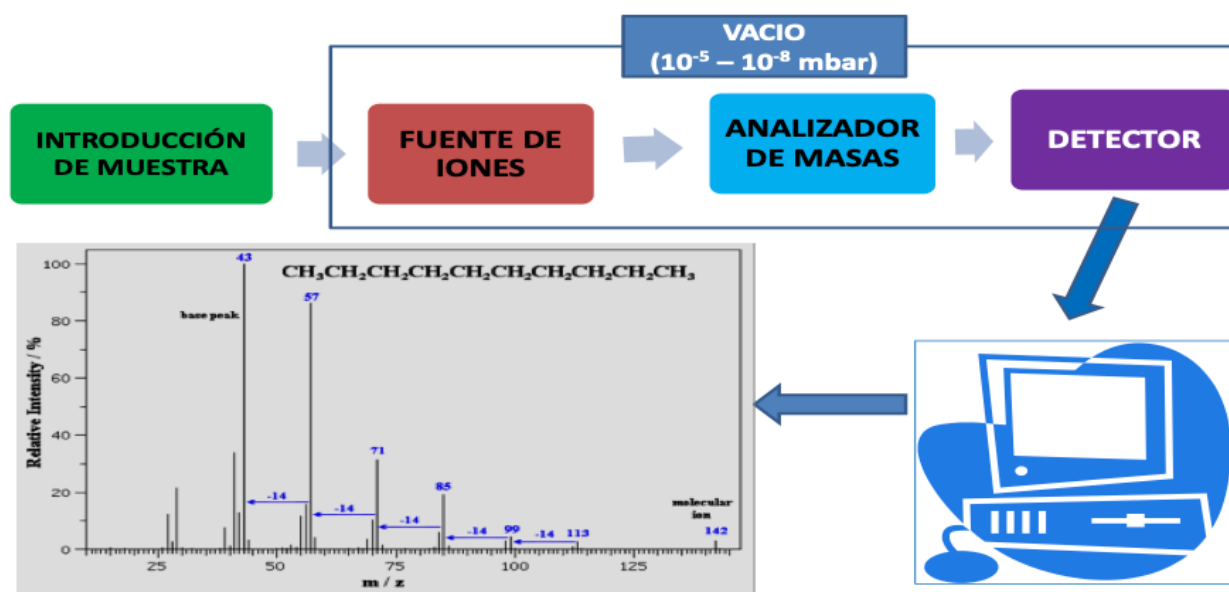 VACIO
(10⁻⁵ – 10⁻⁸ mbar)
INTRODUCCIÓN
DE MUESTRA
FUENTE DE
IONES
ANALIZADOR
DE MASAS
DETECTOR
CH₃CH₂CH₂CH₂CH₂CH₂CH₂CH₂CH₂CH₃
Relative Intensity / %
100
80
60
40
20
0
43
base peak
57
71
85
99
113
molecular
ion
142
-14
-14
-14
-14
-14
25
50
75
100
125
m / z